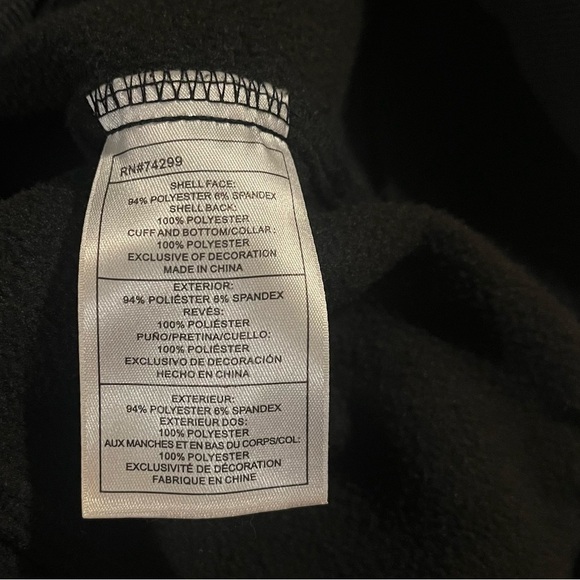 RN#74299
SHELL FACE:
94% POLYESTER 6% SPANDEX
SHELL BACK:
100% POLYESTER
CUFF AND BOTTOM/COLLAR:
100% POLYESTER
EXCLUSIVE OF DECORATION
MADE IN CHINA
EXTERIOR:
94% POLIÉSTER 6% SPANDEX
REVÉS:
100% POLIÉSTER
PUÑO/PRETINA/CUELLO:
100% POLIÉSTER
EXCLUSIVO DE DECORACIÓN
HECHO EN CHINA
EXTERIEUR:
94% POLYESTER 6% SPANDEX
EXTERIEUR DOS:
100% POLYESTER
AUX MANCHES ET EN BAS DU CORPS/COL:
100% POLYESTER
EXCLUSIVITÉ DE DÉCORATION
FABRIQUE EN CHINE